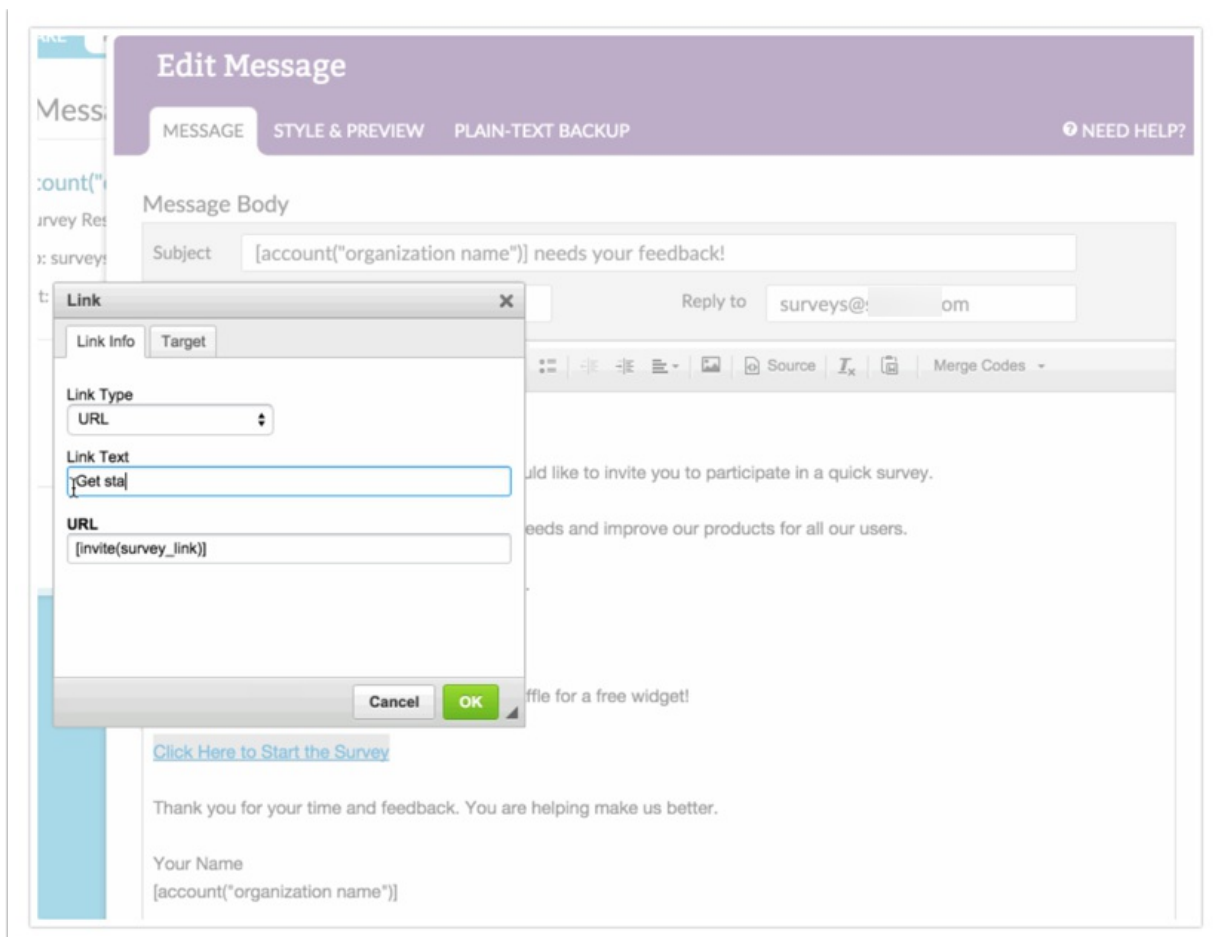 Edit Message
Mess
MESSAGE STYLE & PREVIEW PLAIN-TEXT BACKUP NEED HELP?
count("
Message Body
urvey Res
Subject [account("organization name")] needs your feedback!
: surveys
t:
Link
Reply to surveys@ om
Link Info Target
Source Merge Codes
Link Type
URL
Link Text
Get sta
uld like to invite you to participate in a quick survey.
URL
eeds and improve our products for all our users.
[invite(survey_link)]
.
Cancel OK
ffle for a free widget!
Click Here to Start the Survey
Thank you for your time and feedback. You are helping make us better.
Your Name
[account("organization name")]